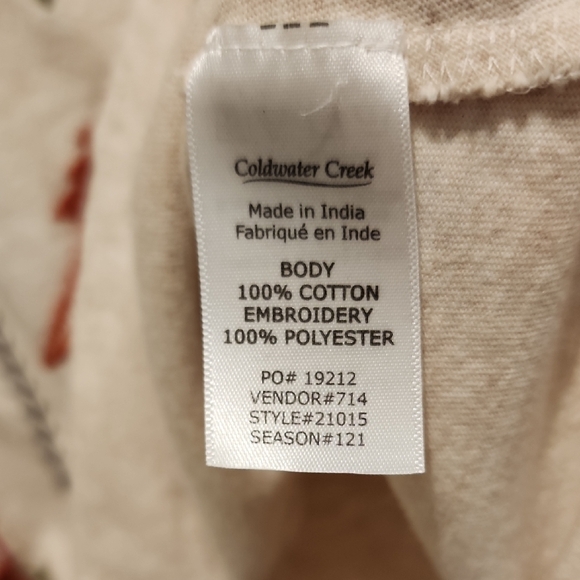 Coldwater Creek
Made in India
Fabriqué en Inde
BODY
100% COTTON
EMBROIDERY
100% POLYESTER
PO# 19212
VENDOR#714
STYLE#21015
SEASON#121